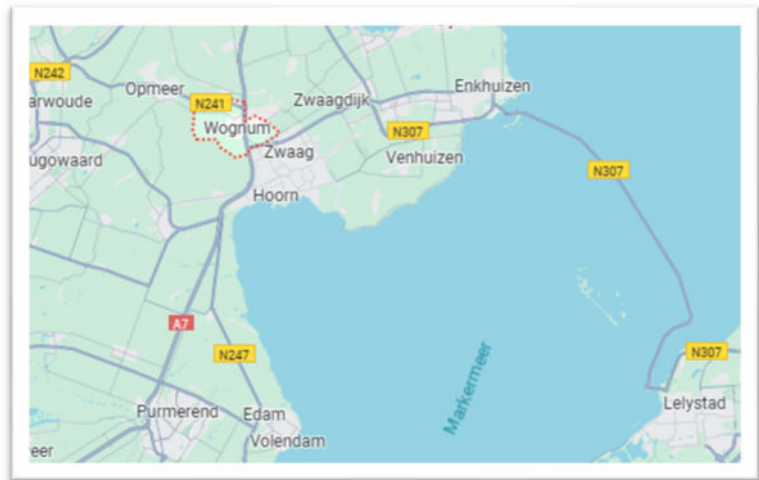 N242
Opmeer
Enkhuizen
arwoude
N241
Zwaagdijk
Wognum
N307
ugowaard
Zwaag
Venhuizen
N307
Hoorn
A7
N247
N307
Markermeer
Purmerend
Edam
Lelystad
Volendam
eer